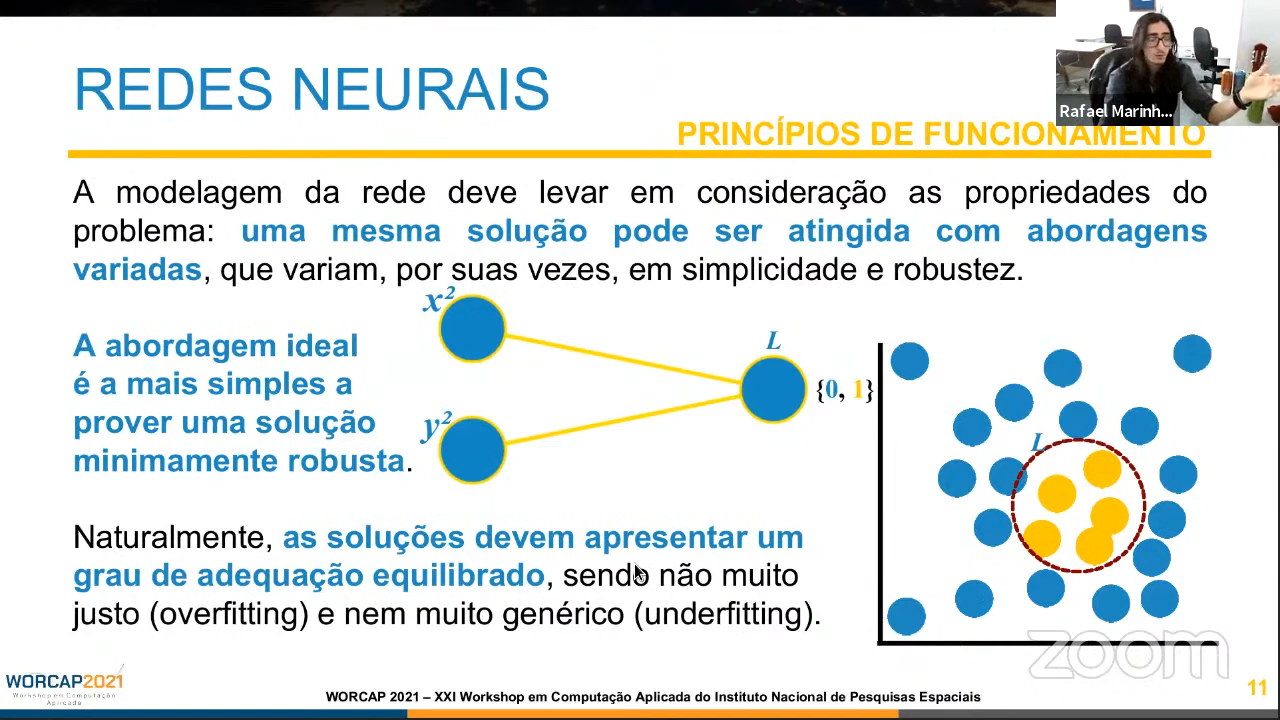 REDES NEURAIS
Rafael Marinh...
PRINCÍPIOS DE FUNCIONAMENTO
A modelagem da rede deve levar em consideração as propriedades do
problema: uma mesma solução pode ser atingida com abordagens
variadas, que variam, por suas vezes, em simplicidade e robustez.
x²
A abordagem ideal
é a mais simples a
prover uma solução
minimamente robusta.
y²
L
{0, 1}
L
Naturalmente, as soluções devem apresentar um
grau de adequação equilibrado, sendo não muito
justo (overfitting) e nem muito genérico (underfitting).
zoom
WORCAP2021
Workshop em Computação
Aplicada
WORCAP 2021 – XXI Workshop em Computação Aplicada do Instituto Nacional de Pesquisas Espaciais
11